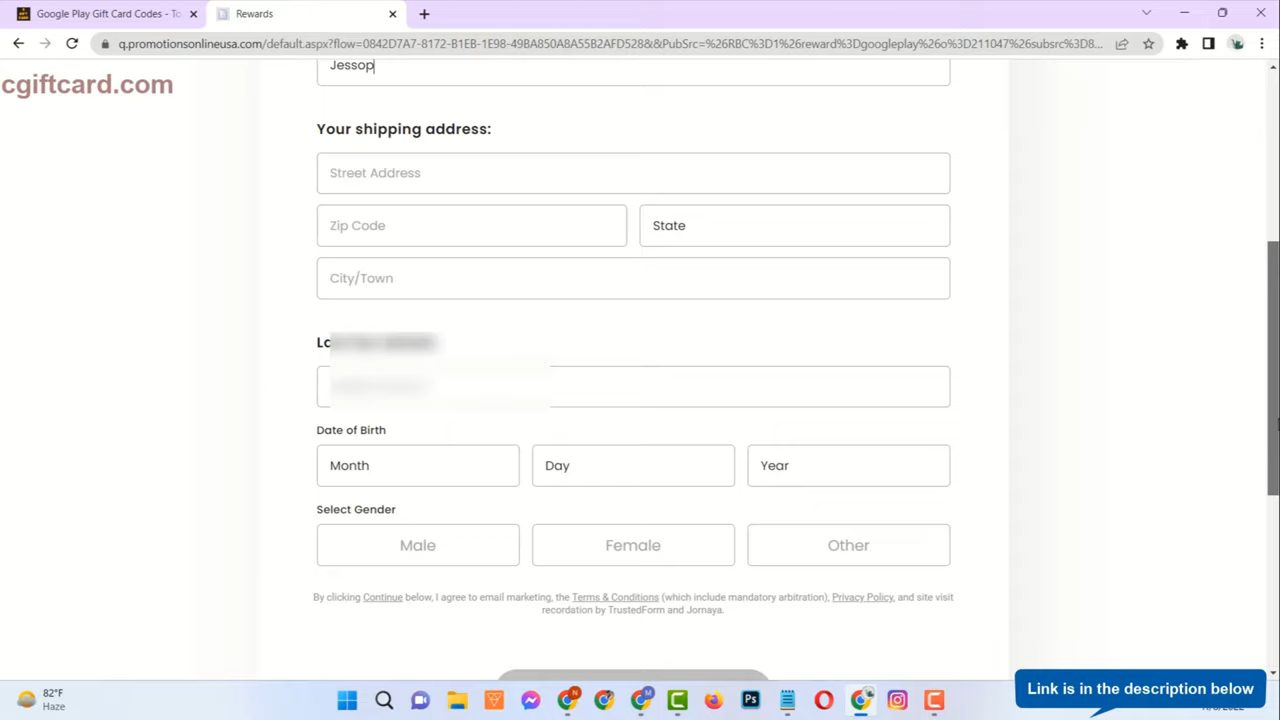 Google Play Gift Card Codes - To
Rewards
q.promotionsonlineusa.com/default.aspx?flow=0842D7A7-8172-B1EB-1E98-49BA850A8A55B2AFD528&&PubSrc=%26RBC%3D1%26reward%3Dgoogleplay%26o%3D211047%26subsrc%3D8...
cgiftcard.com
Jessop
Your shipping address:
Street Address
Zip Code
State
City/Town
Date of Birth
Month
Day
Year
Select Gender
Male
Female
Other
By clicking Continue below, I agree to email marketing, the Terms & Conditions (which include mandatory arbitration), Privacy Policy, and site visit
recordation by TrustedForm and Jornaya.
82°F
Haze
Link is in the description below